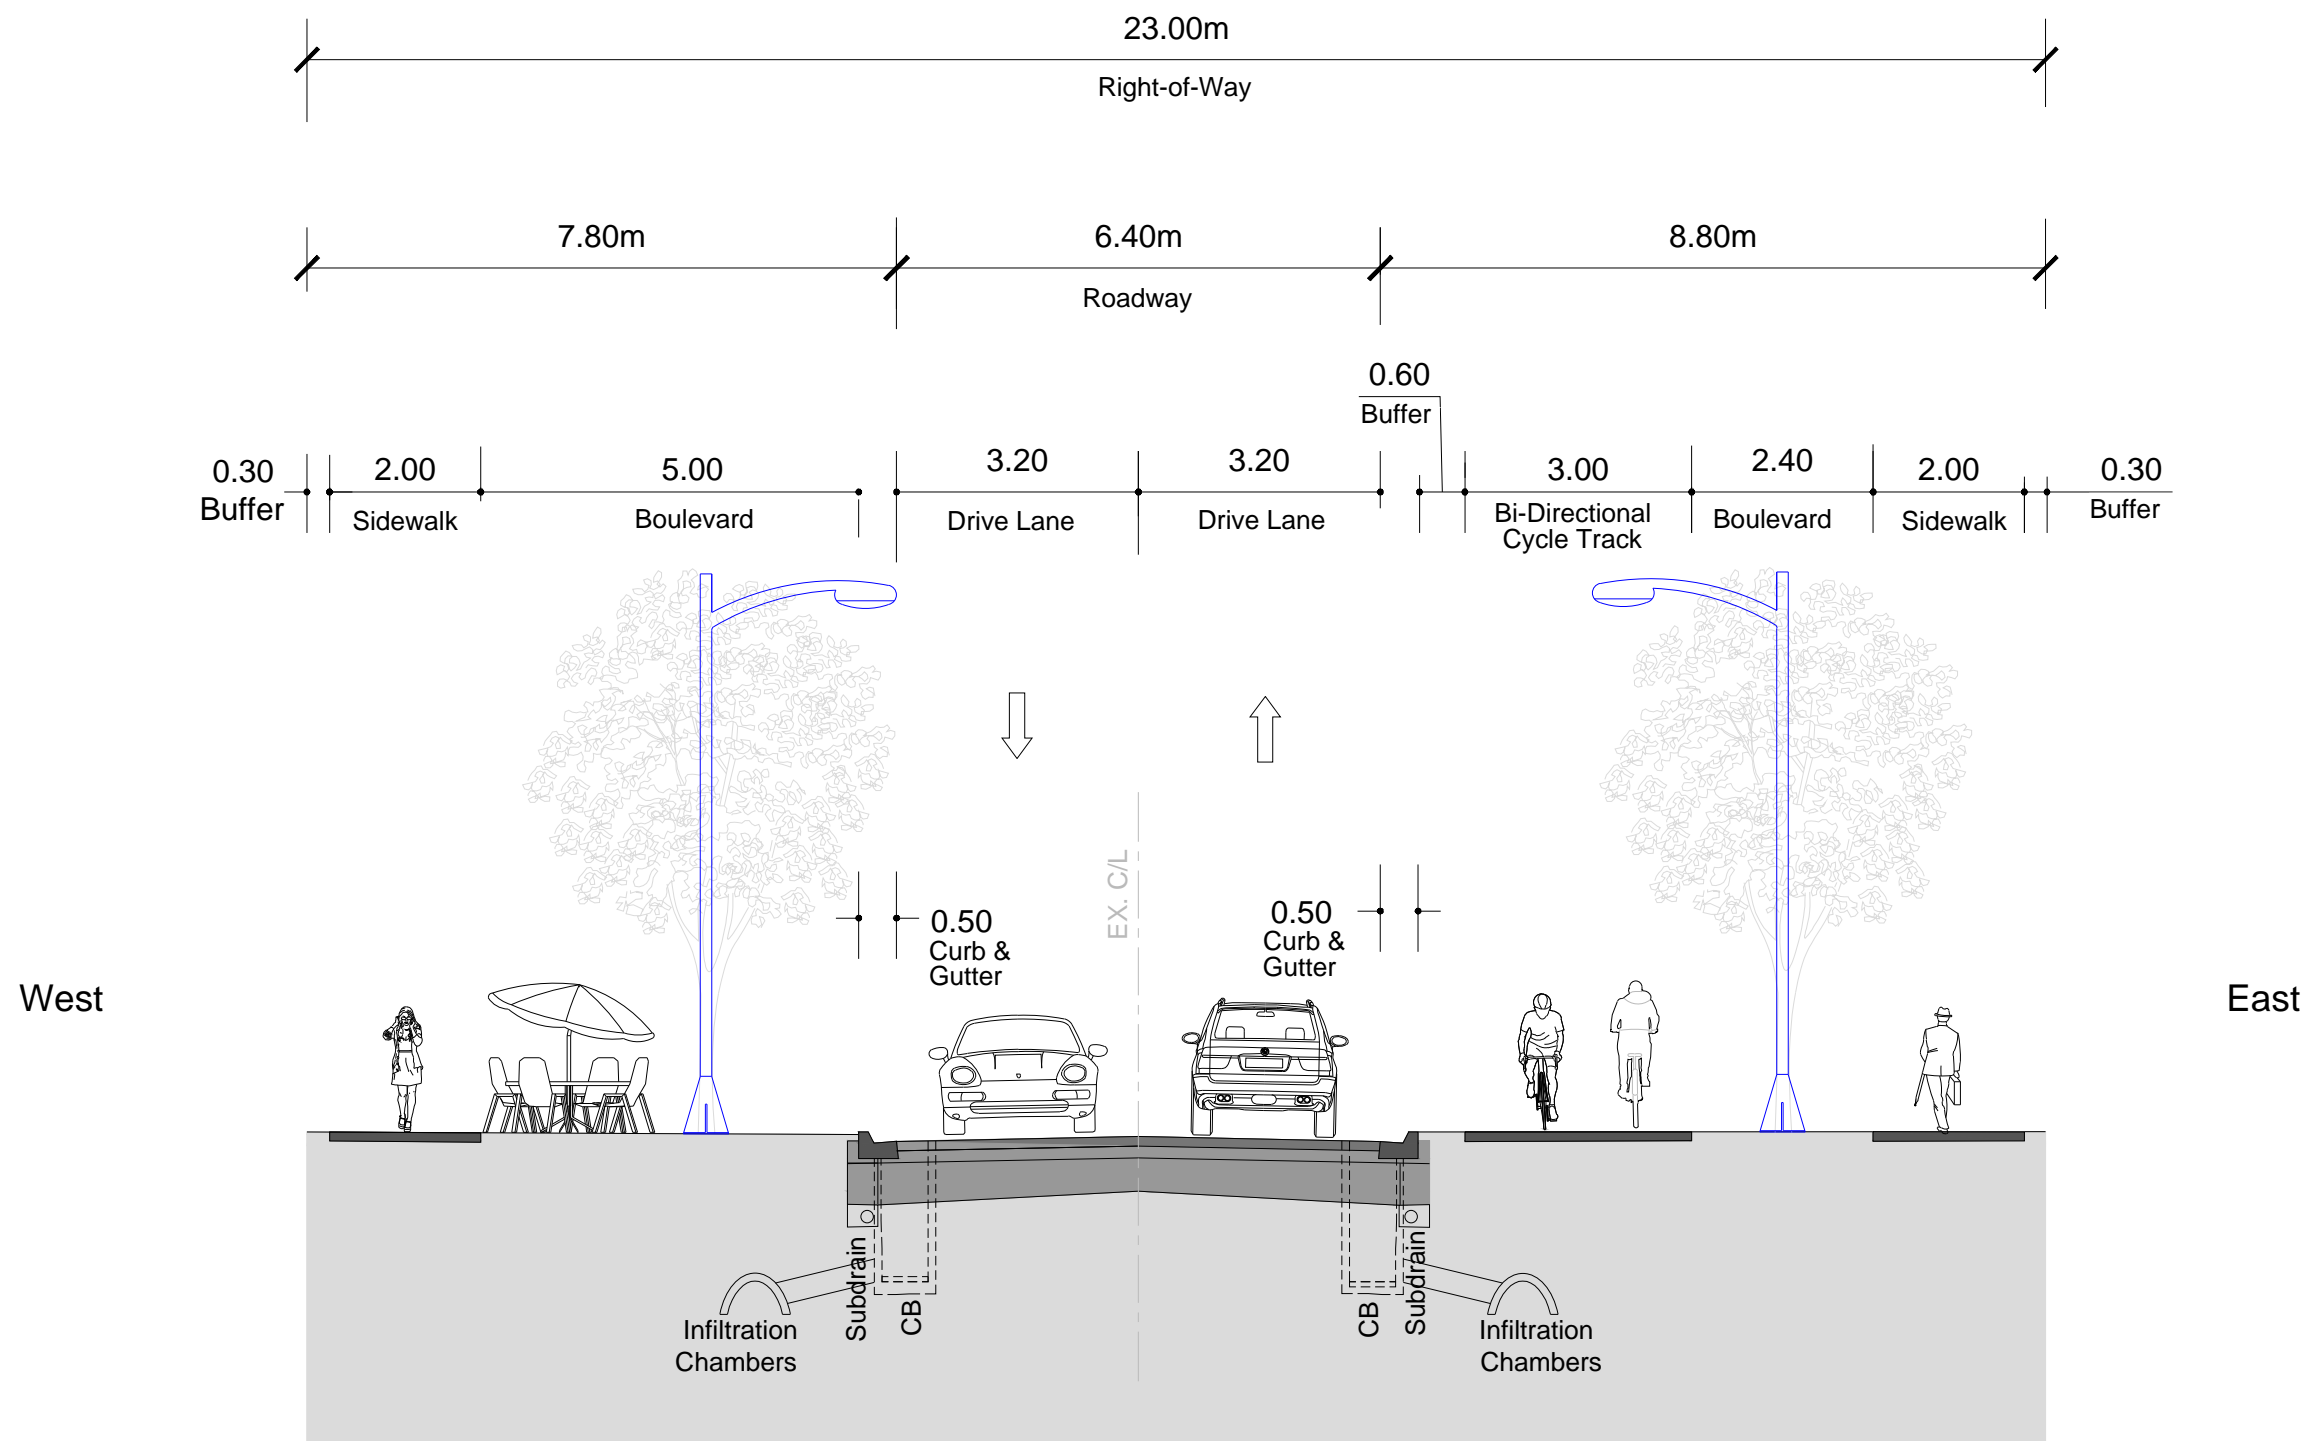 23.00m
Right-of-Way
7.80m
6.40m
8.80m
Roadway
0.60
Buffer
0.30
Buffer
2.00
Sidewalk
5.00
Boulevard
3.20
Drive Lane
3.20
Drive Lane
3.00
Bi-Directional
Cycle Track
2.40
Boulevard
2.00
Sidewalk
0.30
Buffer
EX. C/L
0.50
Curb &
Gutter
0.50
Curb &
Gutter
West
East
Subdrain
CB
CB
Subdrain
Infiltration
Chambers
Infiltration
Chambers